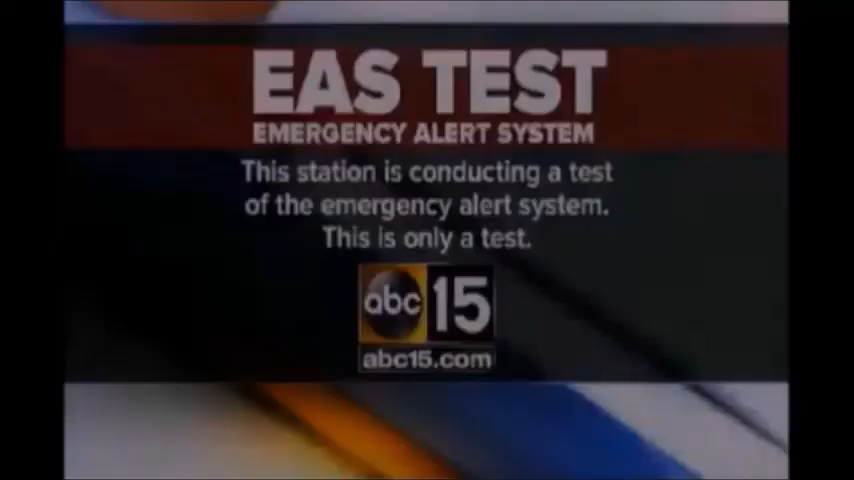 EAS TEST
EMERGENCY ALERT SYSTEM
This station is conducting a test
of the emergency alert system.
This is only a test.
abc 15
abc15.com